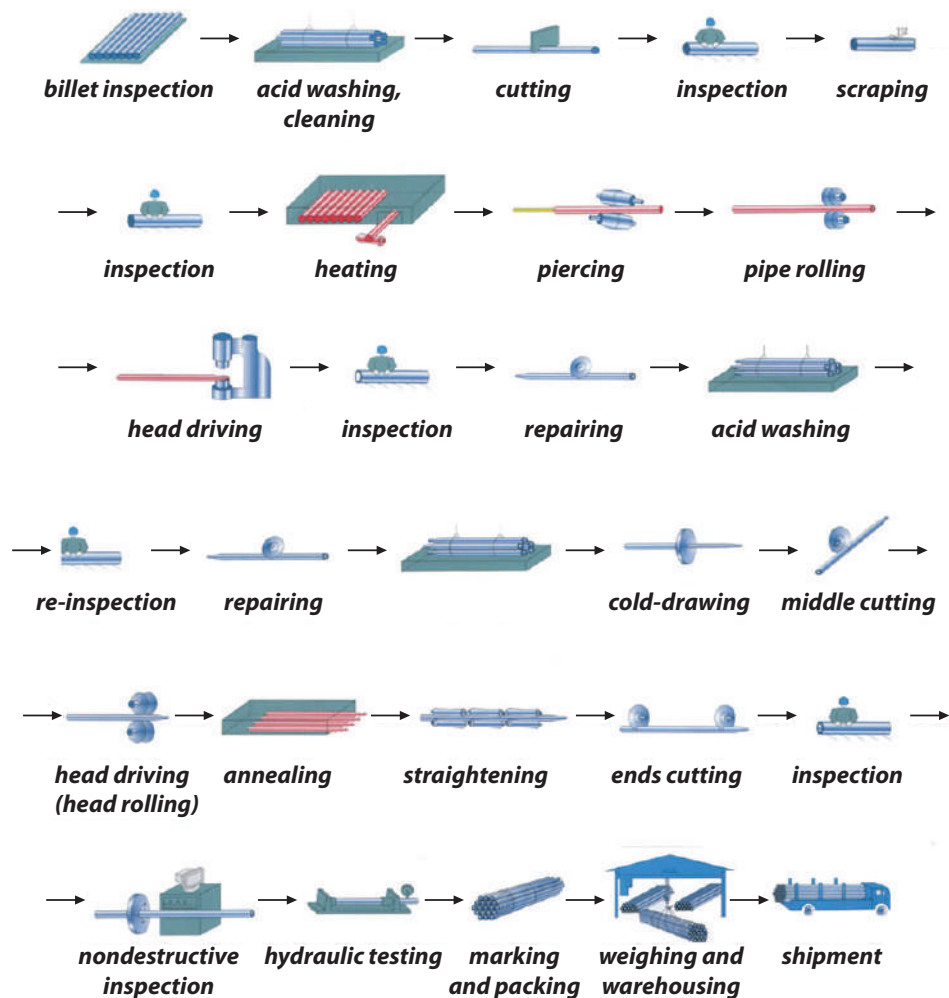 billet inspection
acid washing,
cleaning
cutting
inspection
scraping
inspection
heating
piercing
pipe rolling
head driving
inspection
repairing
acid washing
re-inspection
repairing
cold-drawing
middle cutting
head driving
(head rolling)
annealing
straightening
ends cutting
inspection
nondestructive
inspection
hydraulic testing
marking
and packing
weighing and
warehousing
shipment